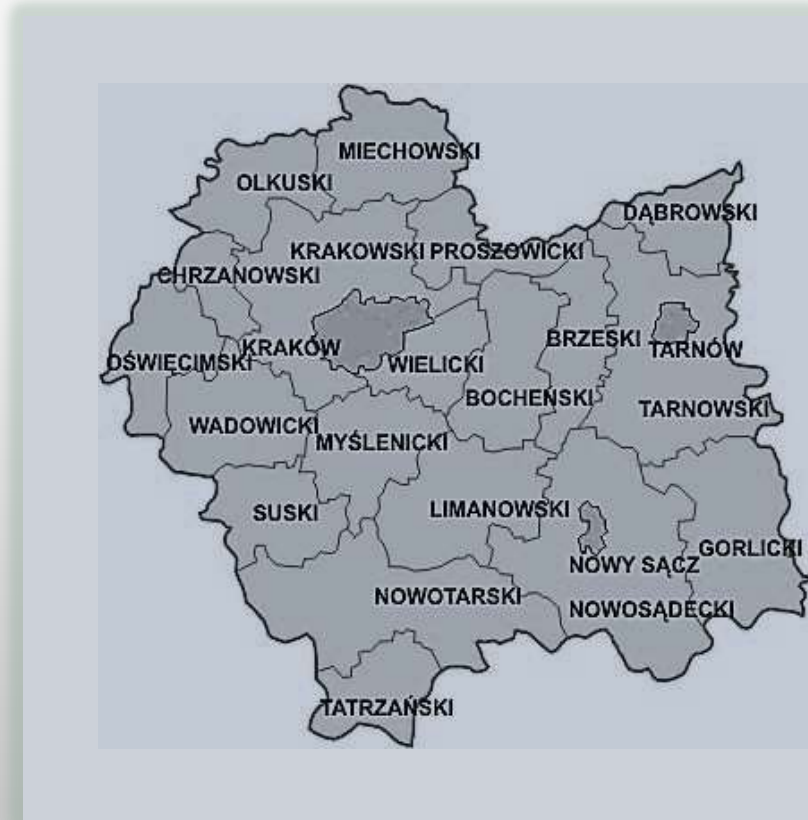 MIECHOWSKI
OLKUSKI
DĄBROWSKI
KRAKOWSKI
PROSZOWICKI
CHRZANOWSKI
KRAKÓW
BRZESKI
TARNÓW
OŚWIĘCIMSKI
WIELICKI
BOCHEŃSKI
TARNOWSKI
WADOWICKI
MYŚLENICKI
SUSKI
LIMANOWSKI
GORLICKI
NOWY SĄCZ
NOWOTARSKI
NOWOSĄDECKI
TATRZAŃSKI